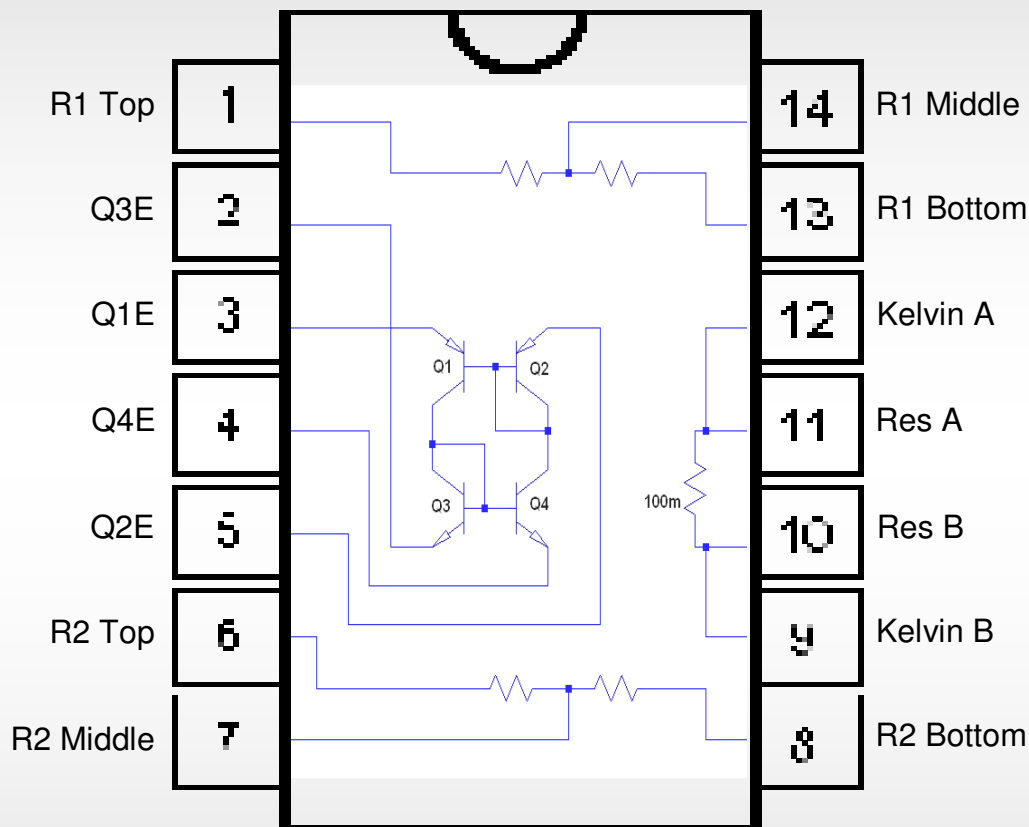 R1 Top
1
14
R1 Middle
Q3E
2
13
R1 Bottom
Q1E
3
12
Kelvin A
Q1
Q2
Q4E
4
11
Res A
Q3
Q4
100m
Q2E
5
10
Res B
R2 Top
6
9
Kelvin B
R2 Middle
7
8
R2 Bottom